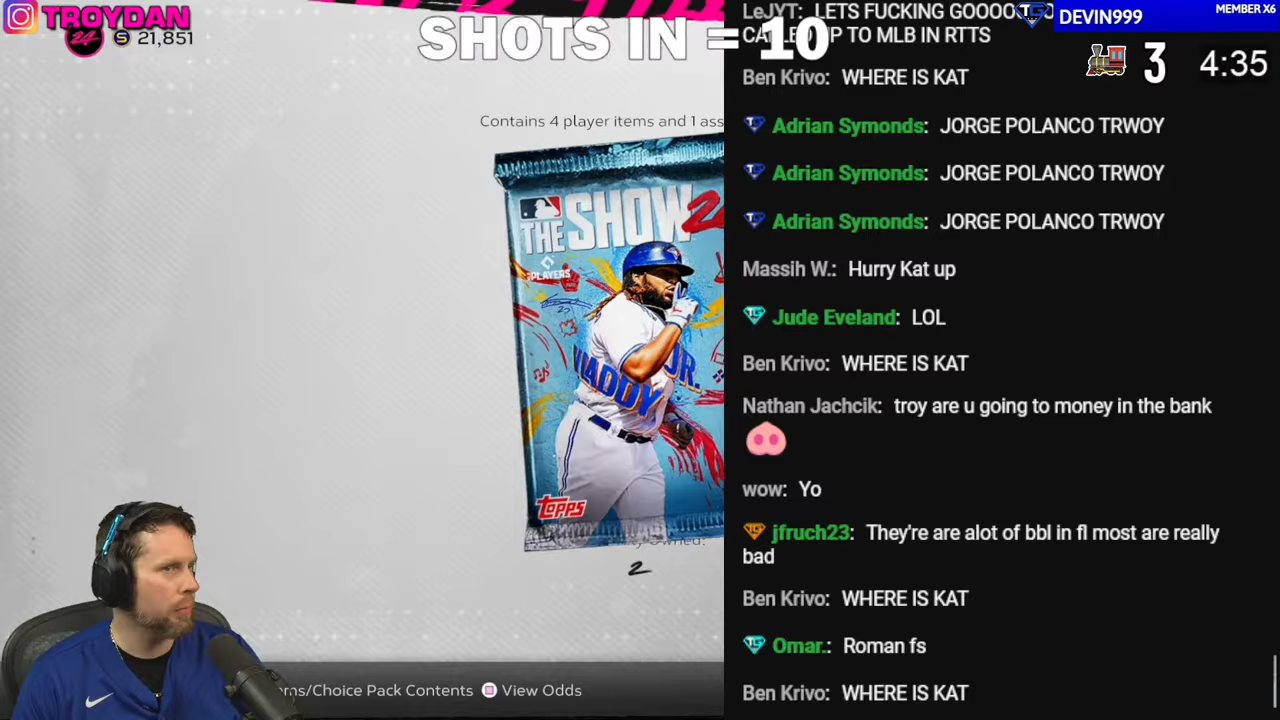 TROYDAN
24 S 21,851
SHOTS IN = 10
LeJYT: LETS FUCKING GOOOO
UP TO MLB IN RTTS
DEVIN999
MEMBER X6
3 4:35
Ben Krivo: WHERE IS KAT
Contains 4 player items and 1 ass
Adrian Symonds: JORGE POLANCO TRWOY
Adrian Symonds: JORGE POLANCO TRWOY
Adrian Symonds: JORGE POLANCO TRWOY
Massih W.: Hurry Kat up
Jude Eveland: LOL
Ben Krivo: WHERE IS KAT
Nathan Jachcik: troy are u going to money in the bank
wow: Yo
jfruch23: They're are alot of bbl in fl most are really
bad
Ben Krivo: WHERE IS KAT
Omar.: Roman fs
Ben Krivo: WHERE IS KAT
THE SHOW 2
PLAYERS
VLADDY JR.
topps
Owned:
2
ms/Choice Pack Contents
View Odds